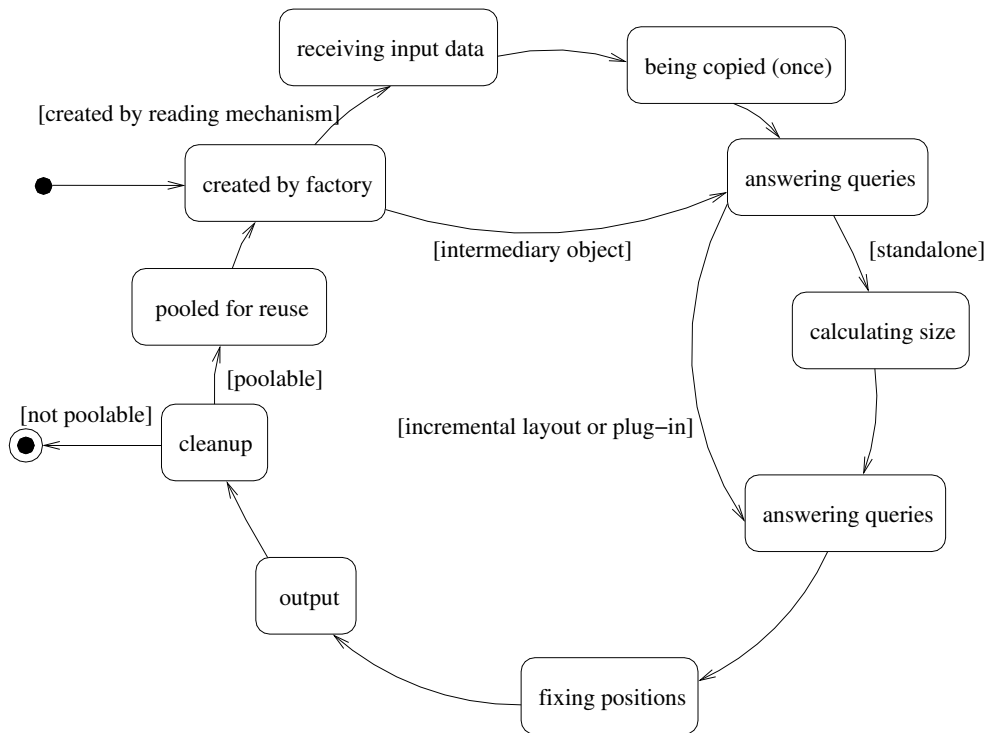 receiving input data
being copied (once)
[created by reading mechanism]
created by factory
answering queries
[intermediary object]
[standalone]
pooled for reuse
calculating size
[poolable]
[not poolable]
[incremental layout or plug−in]
cleanup
answering queries
output
fixing positions